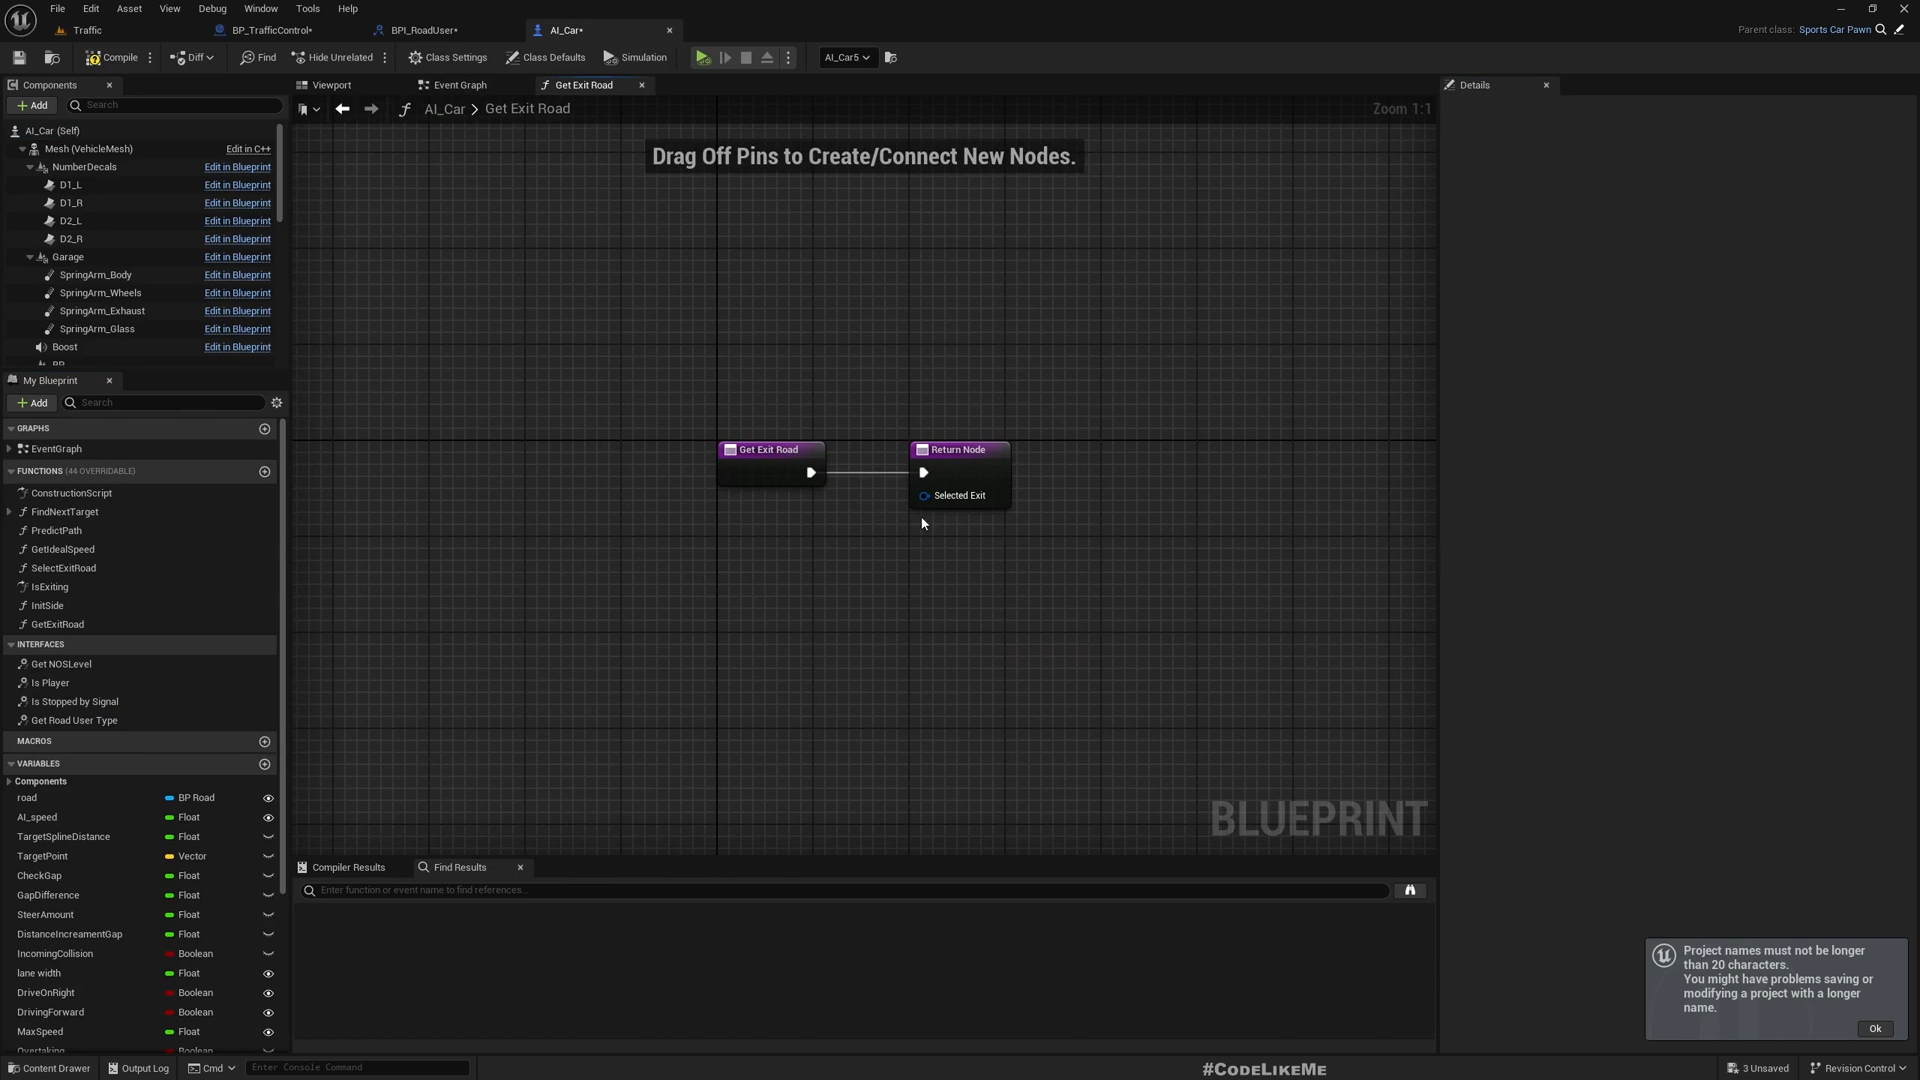 File Edit Asset View Debug Window Tools Help
Traffic BP_TrafficControl* BPI_RoadUser* AI_Car*
Parent class: Sports Car Pawn
Compile Diff Find Hide Unrelated Class Settings Class Defaults Simulation AI_Car5
Components
Add Search
AI_Car (Self)
Mesh (VehicleMesh) Edit in C++
NumberDecals Edit in Blueprint
D1_L Edit in Blueprint
D1_R Edit in Blueprint
D2_L Edit in Blueprint
D2_R Edit in Blueprint
Garage Edit in Blueprint
SpringArm_Body Edit in Blueprint
SpringArm_Wheels Edit in Blueprint
SpringArm_Exhaust Edit in Blueprint
SpringArm_Glass Edit in Blueprint
Boost Edit in Blueprint
My Blueprint
Add Search
GRAPHS
EventGraph
FUNCTIONS (44 OVERRIDABLE)
ConstructionScript
FindNextTarget
PredictPath
GetIdealSpeed
SelectExitRoad
IsExiting
InitSide
GetExitRoad
INTERFACES
Get NOSLevel
Is Player
Is Stopped by Signal
Get Road User Type
MACROS
VARIABLES
Components
road BP Road
AI_speed Float
TargetSplineDistance Float
TargetPoint Vector
CheckGap Float
GapDifference Float
SteerAmount Float
DistanceIncreamentGap Float
IncomingCollision Boolean
lane width Float
DriveOnRight Boolean
DrivingForward Boolean
MaxSpeed Float
Overtaking Boolean
Viewport Event Graph Get Exit Road
AI_Car > Get Exit Road Zoom 1:1
Drag Off Pins to Create/Connect New Nodes.
Get Exit Road
Return Node
Selected Exit
BLUEPRINT
Compiler Results Find Results
Enter function or event name to find references...
Details
Project names must not be longer
than 20 characters.
You might have problems saving or
modifying a project with a longer
name.
Ok
Content Drawer Output Log Cmd Enter Console Command
#CODELIKEME
3 Unsaved Revision Control